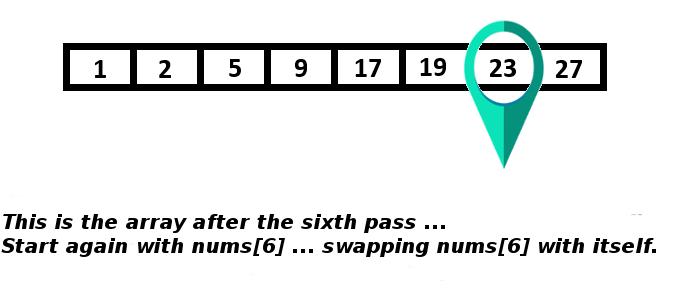 1 2 5 9 17 19 23 27
This is the array after the sixth pass ...
Start again with nums[6] ... swapping nums[6] with itself.